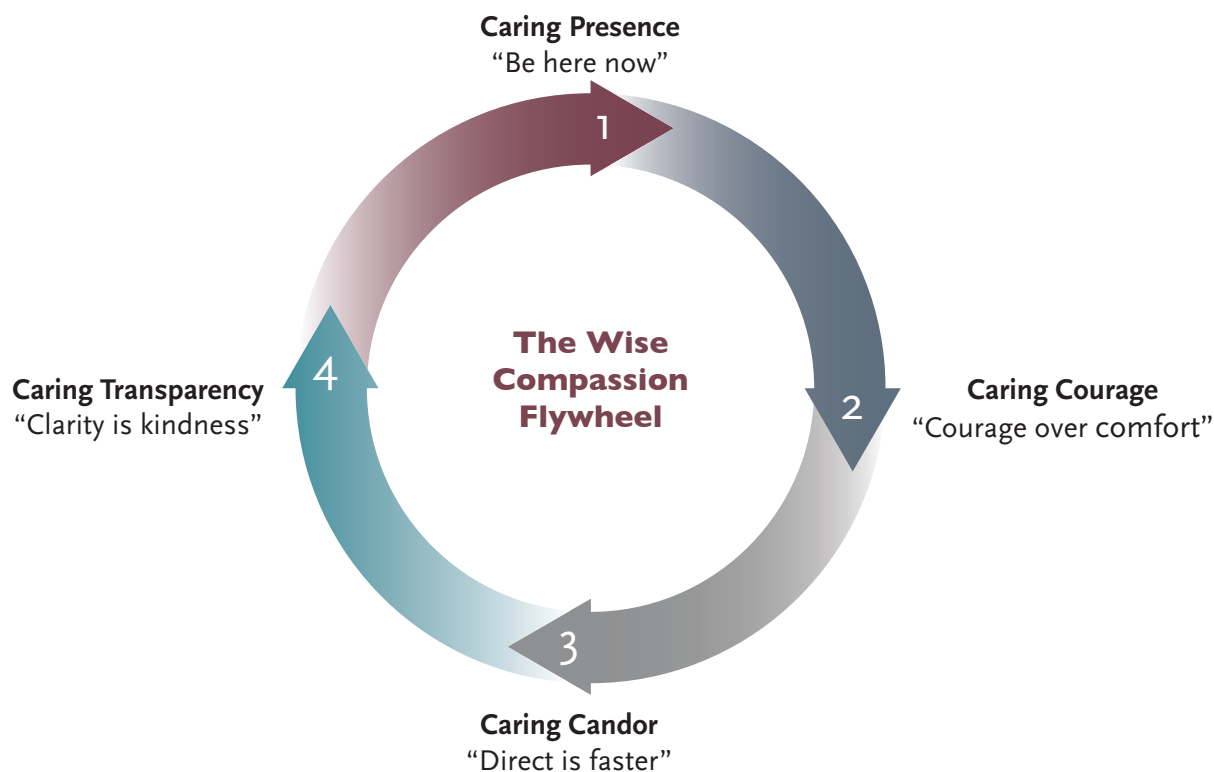 Caring Presence
“Be here now”
1
2
Caring Courage
“Courage over comfort”
The Wise
Compassion
Flywheel
4
Caring Transparency
“Clarity is kindness”
3
Caring Candor
“Direct is faster”